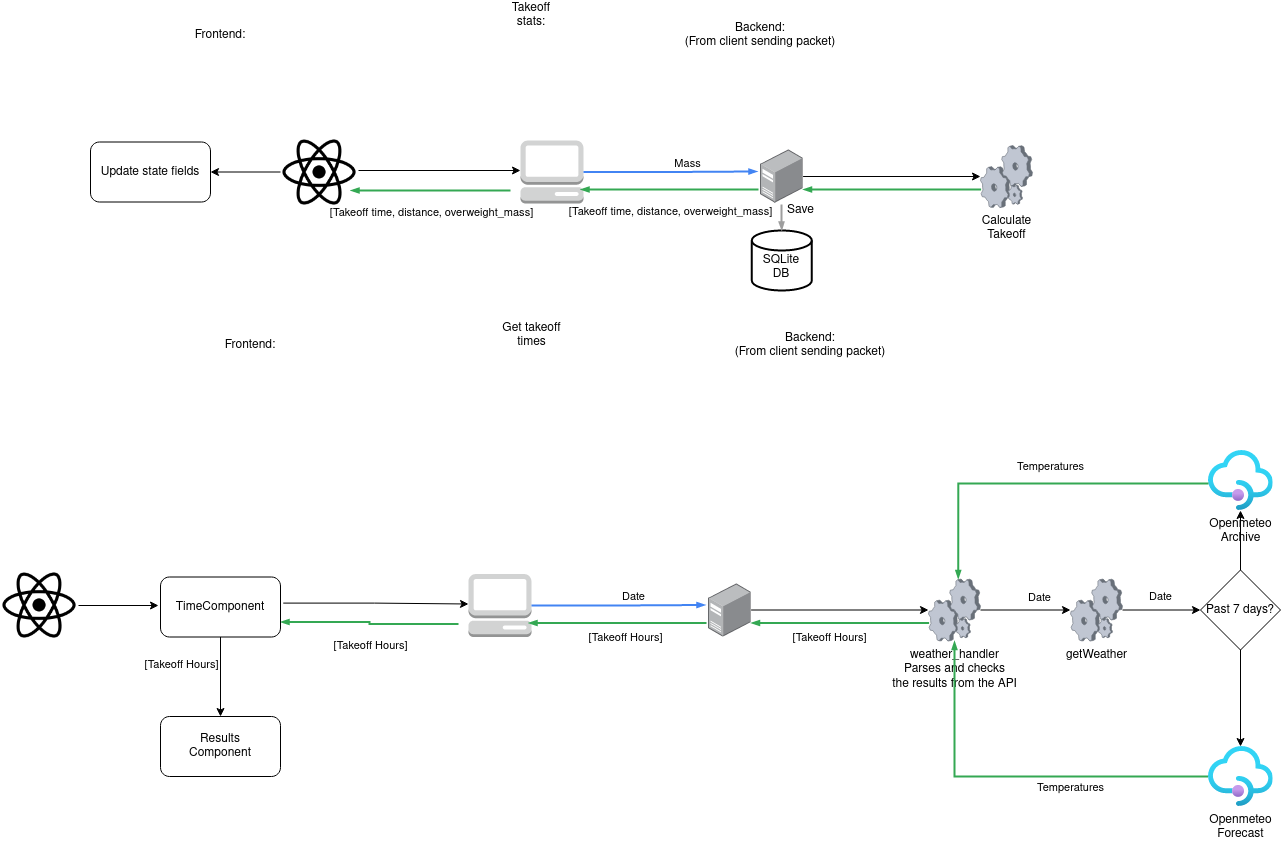 Takeoff
stats:
Frontend:
Backend:
(From client sending packet)
Update state fields
Mass
[Takeoff time, distance, overweight_mass]
[Takeoff time, distance, overweight_mass]
Save
Calculate
Takeoff
SQLite
DB
Get takeoff
times
Frontend:
Backend:
(From client sending packet)
Temperatures
Openmeteo
Archive
TimeComponent
Date
Date
Date
Past 7 days?
[Takeoff Hours]
[Takeoff Hours]
[Takeoff Hours]
[Takeoff Hours]
weather_handler
Parses and checks
the results from the API
getWeather
Results
Component
Temperatures
Openmeteo
Forecast